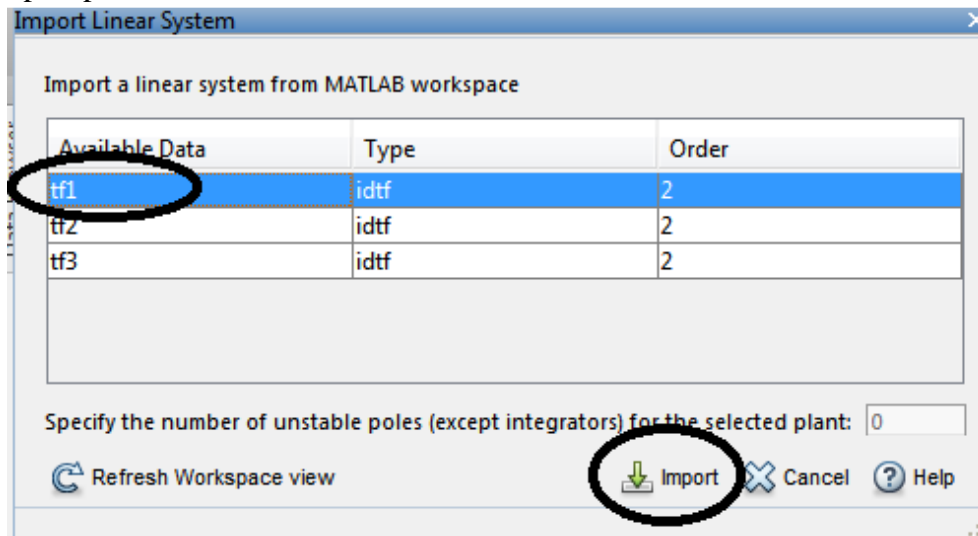 Import Linear System
Import a linear system from MATLAB workspace
Available Data Type Order
tf1 idtf 2
tf2 idtf 2
tf3 idtf 2
Specify the number of unstable poles (except integrators) for the selected plant: 0
Refresh Workspace view Import Cancel Help